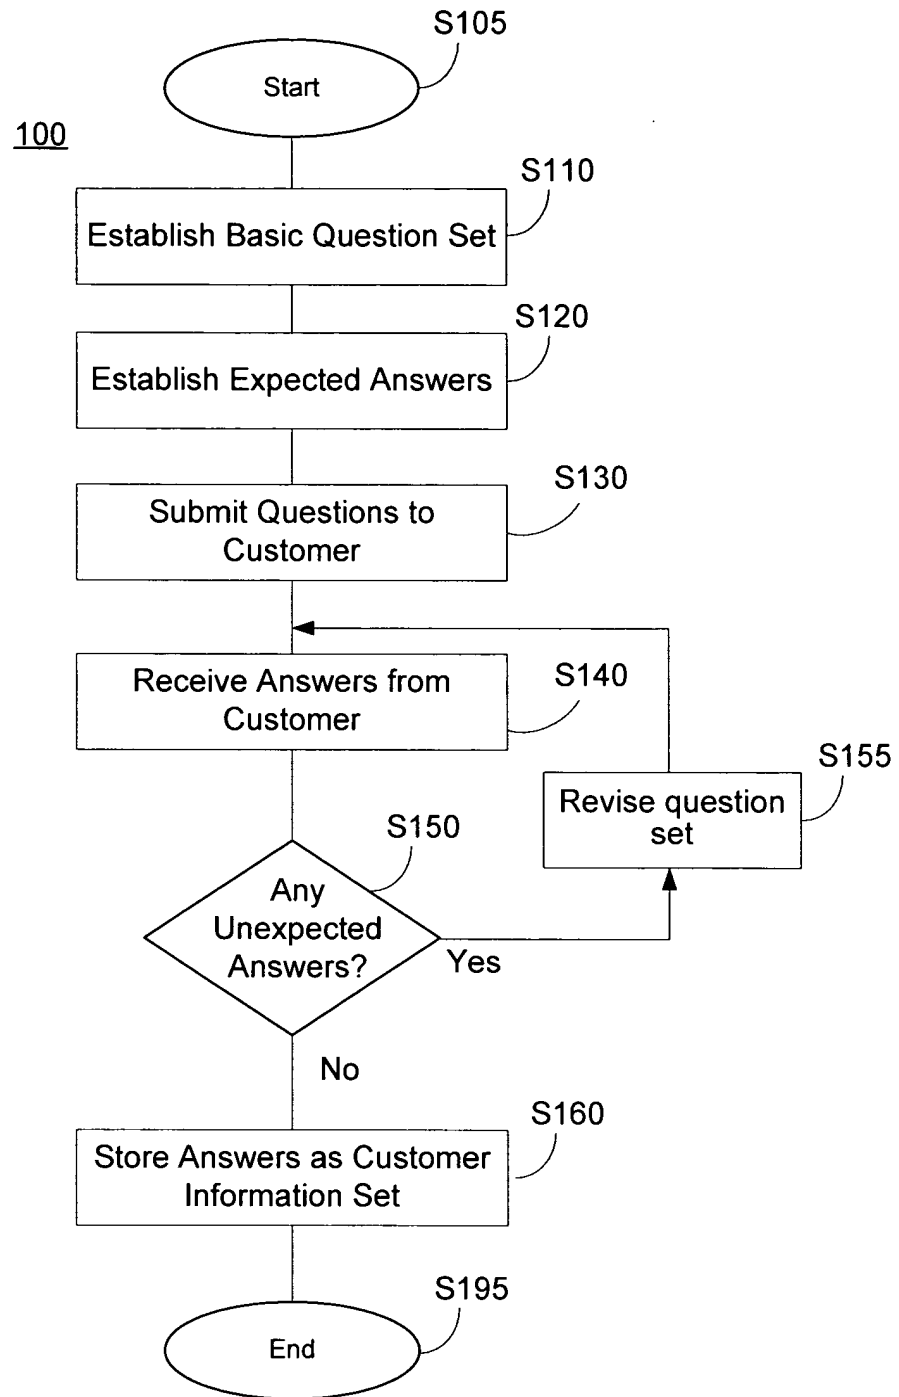 S105
Start
100
S110
Establish Basic Question Set
S120
Establish Expected Answers
S130
Submit Questions to
Customer
Receive Answers from
Customer
S140
S155
Revise question
set
S150
Any
Unexpected
Answers?
Yes
No
S160
Store Answers as Customer
Information Set
S195
End